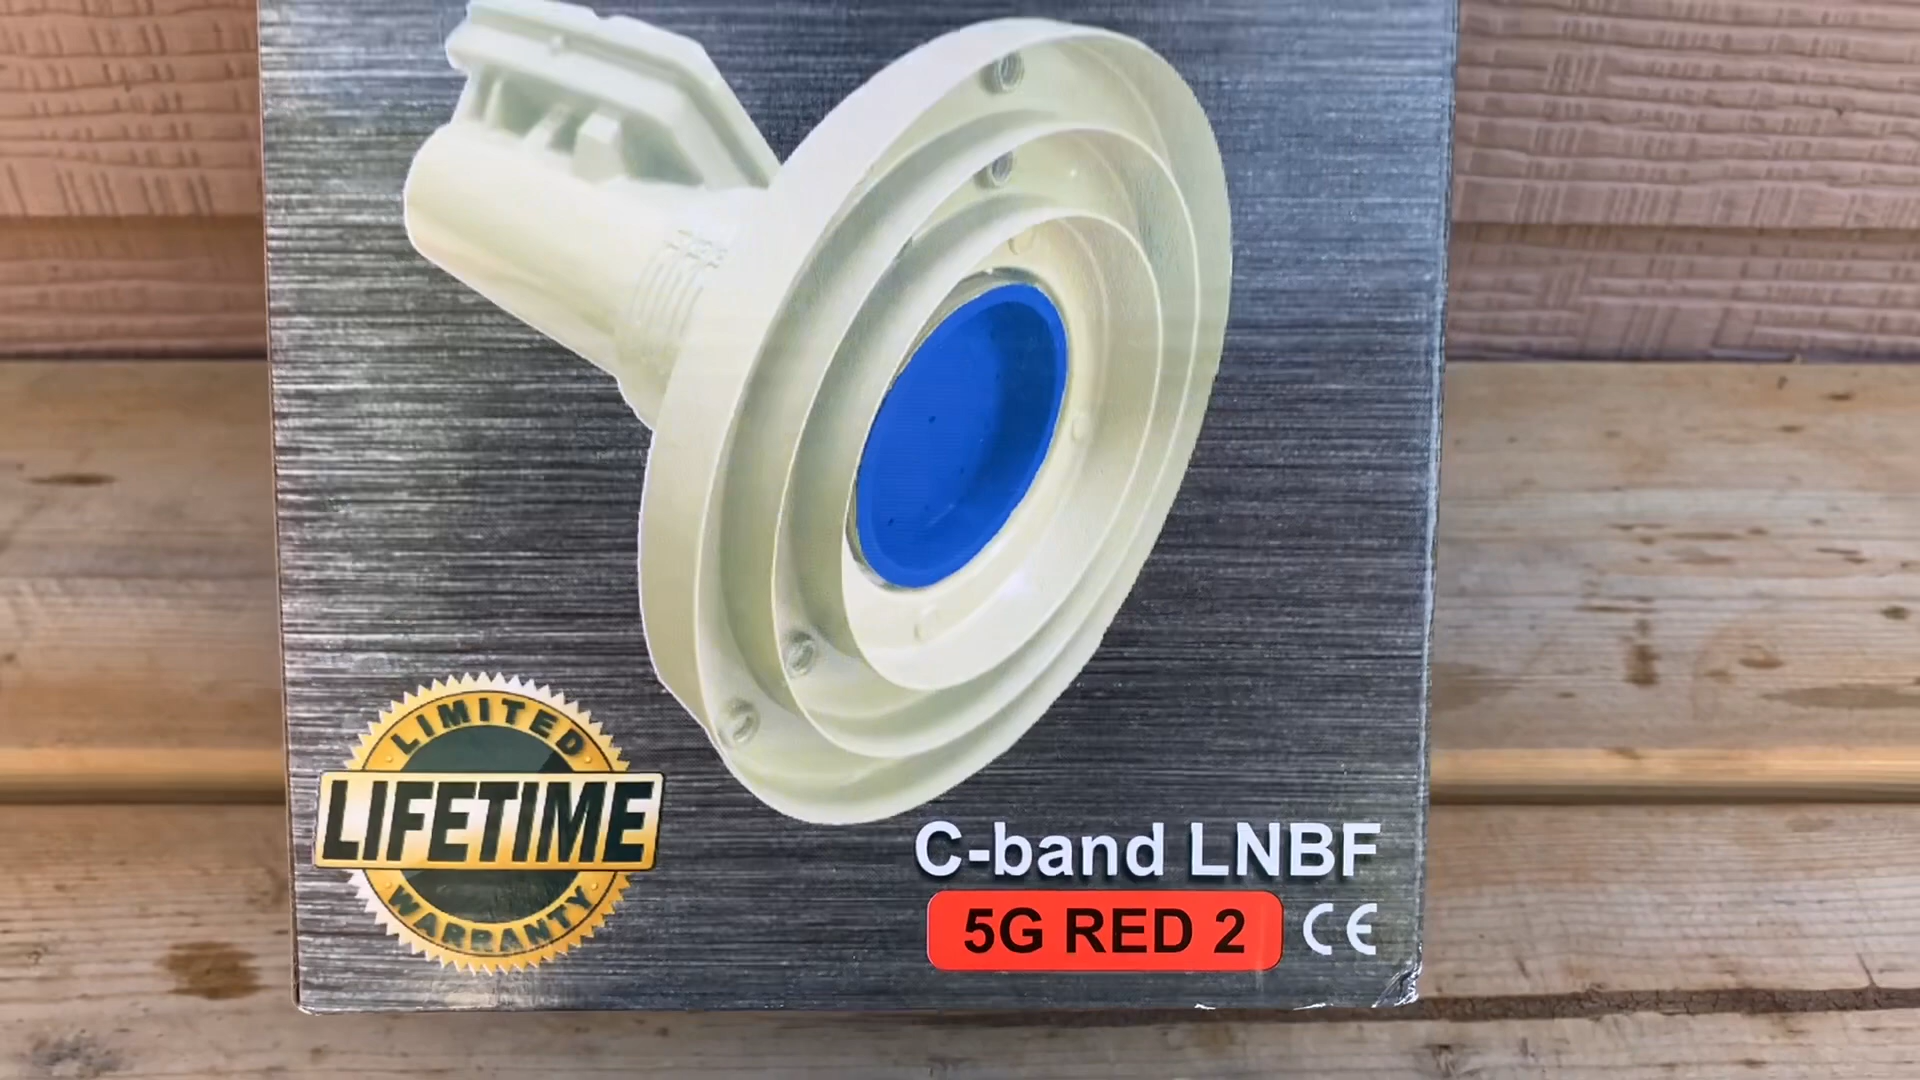 LIMITED
LIFETIME
WARRANTY
C-band LNBF
5G RED 2 CE